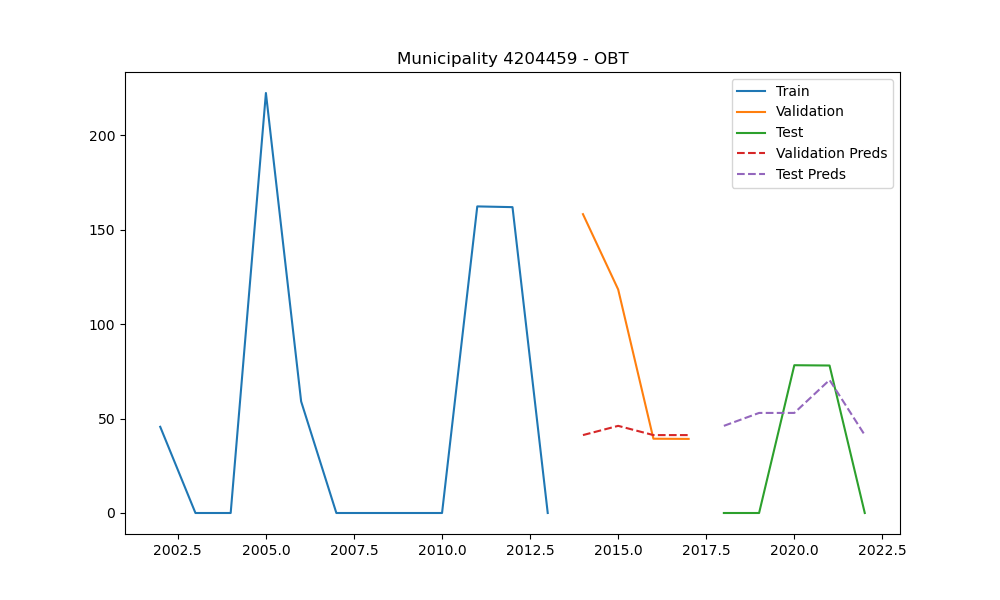 Municipality 4204459 - OBT
Train
Validation
Test
Validation Preds
Test Preds
200
150
100
50
0
2002.5 2005.0 2007.5 2010.0 2012.5 2015.0 2017.5 2020.0 2022.5